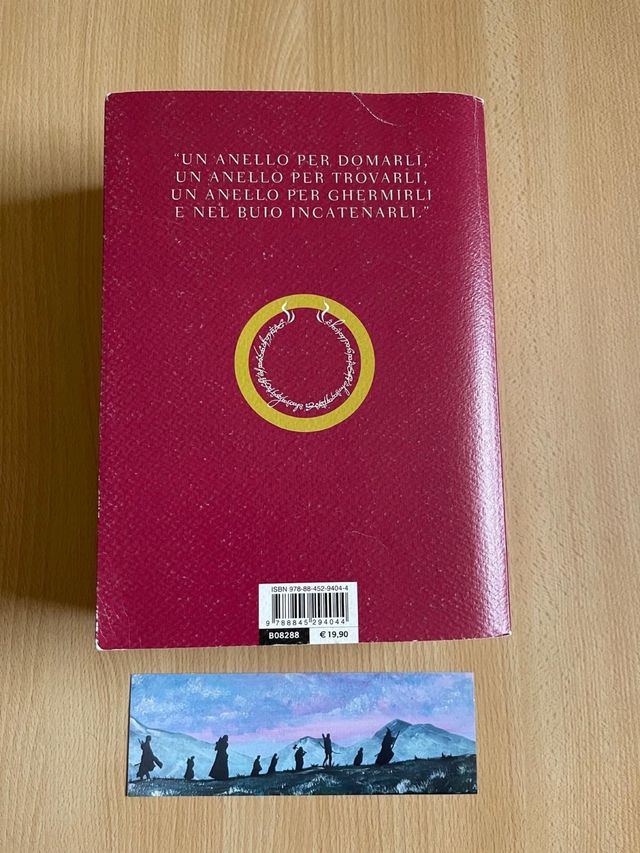 “UN ANELLO PER DOMARLI,
UN ANELLO PER TROVARLI,
UN ANELLO PER GHERMIRLI
E NEL BUIO INCATENARLI.”
ISBN 978-88-452-9404-4
9 788845 294044
B08288
€ 19,90